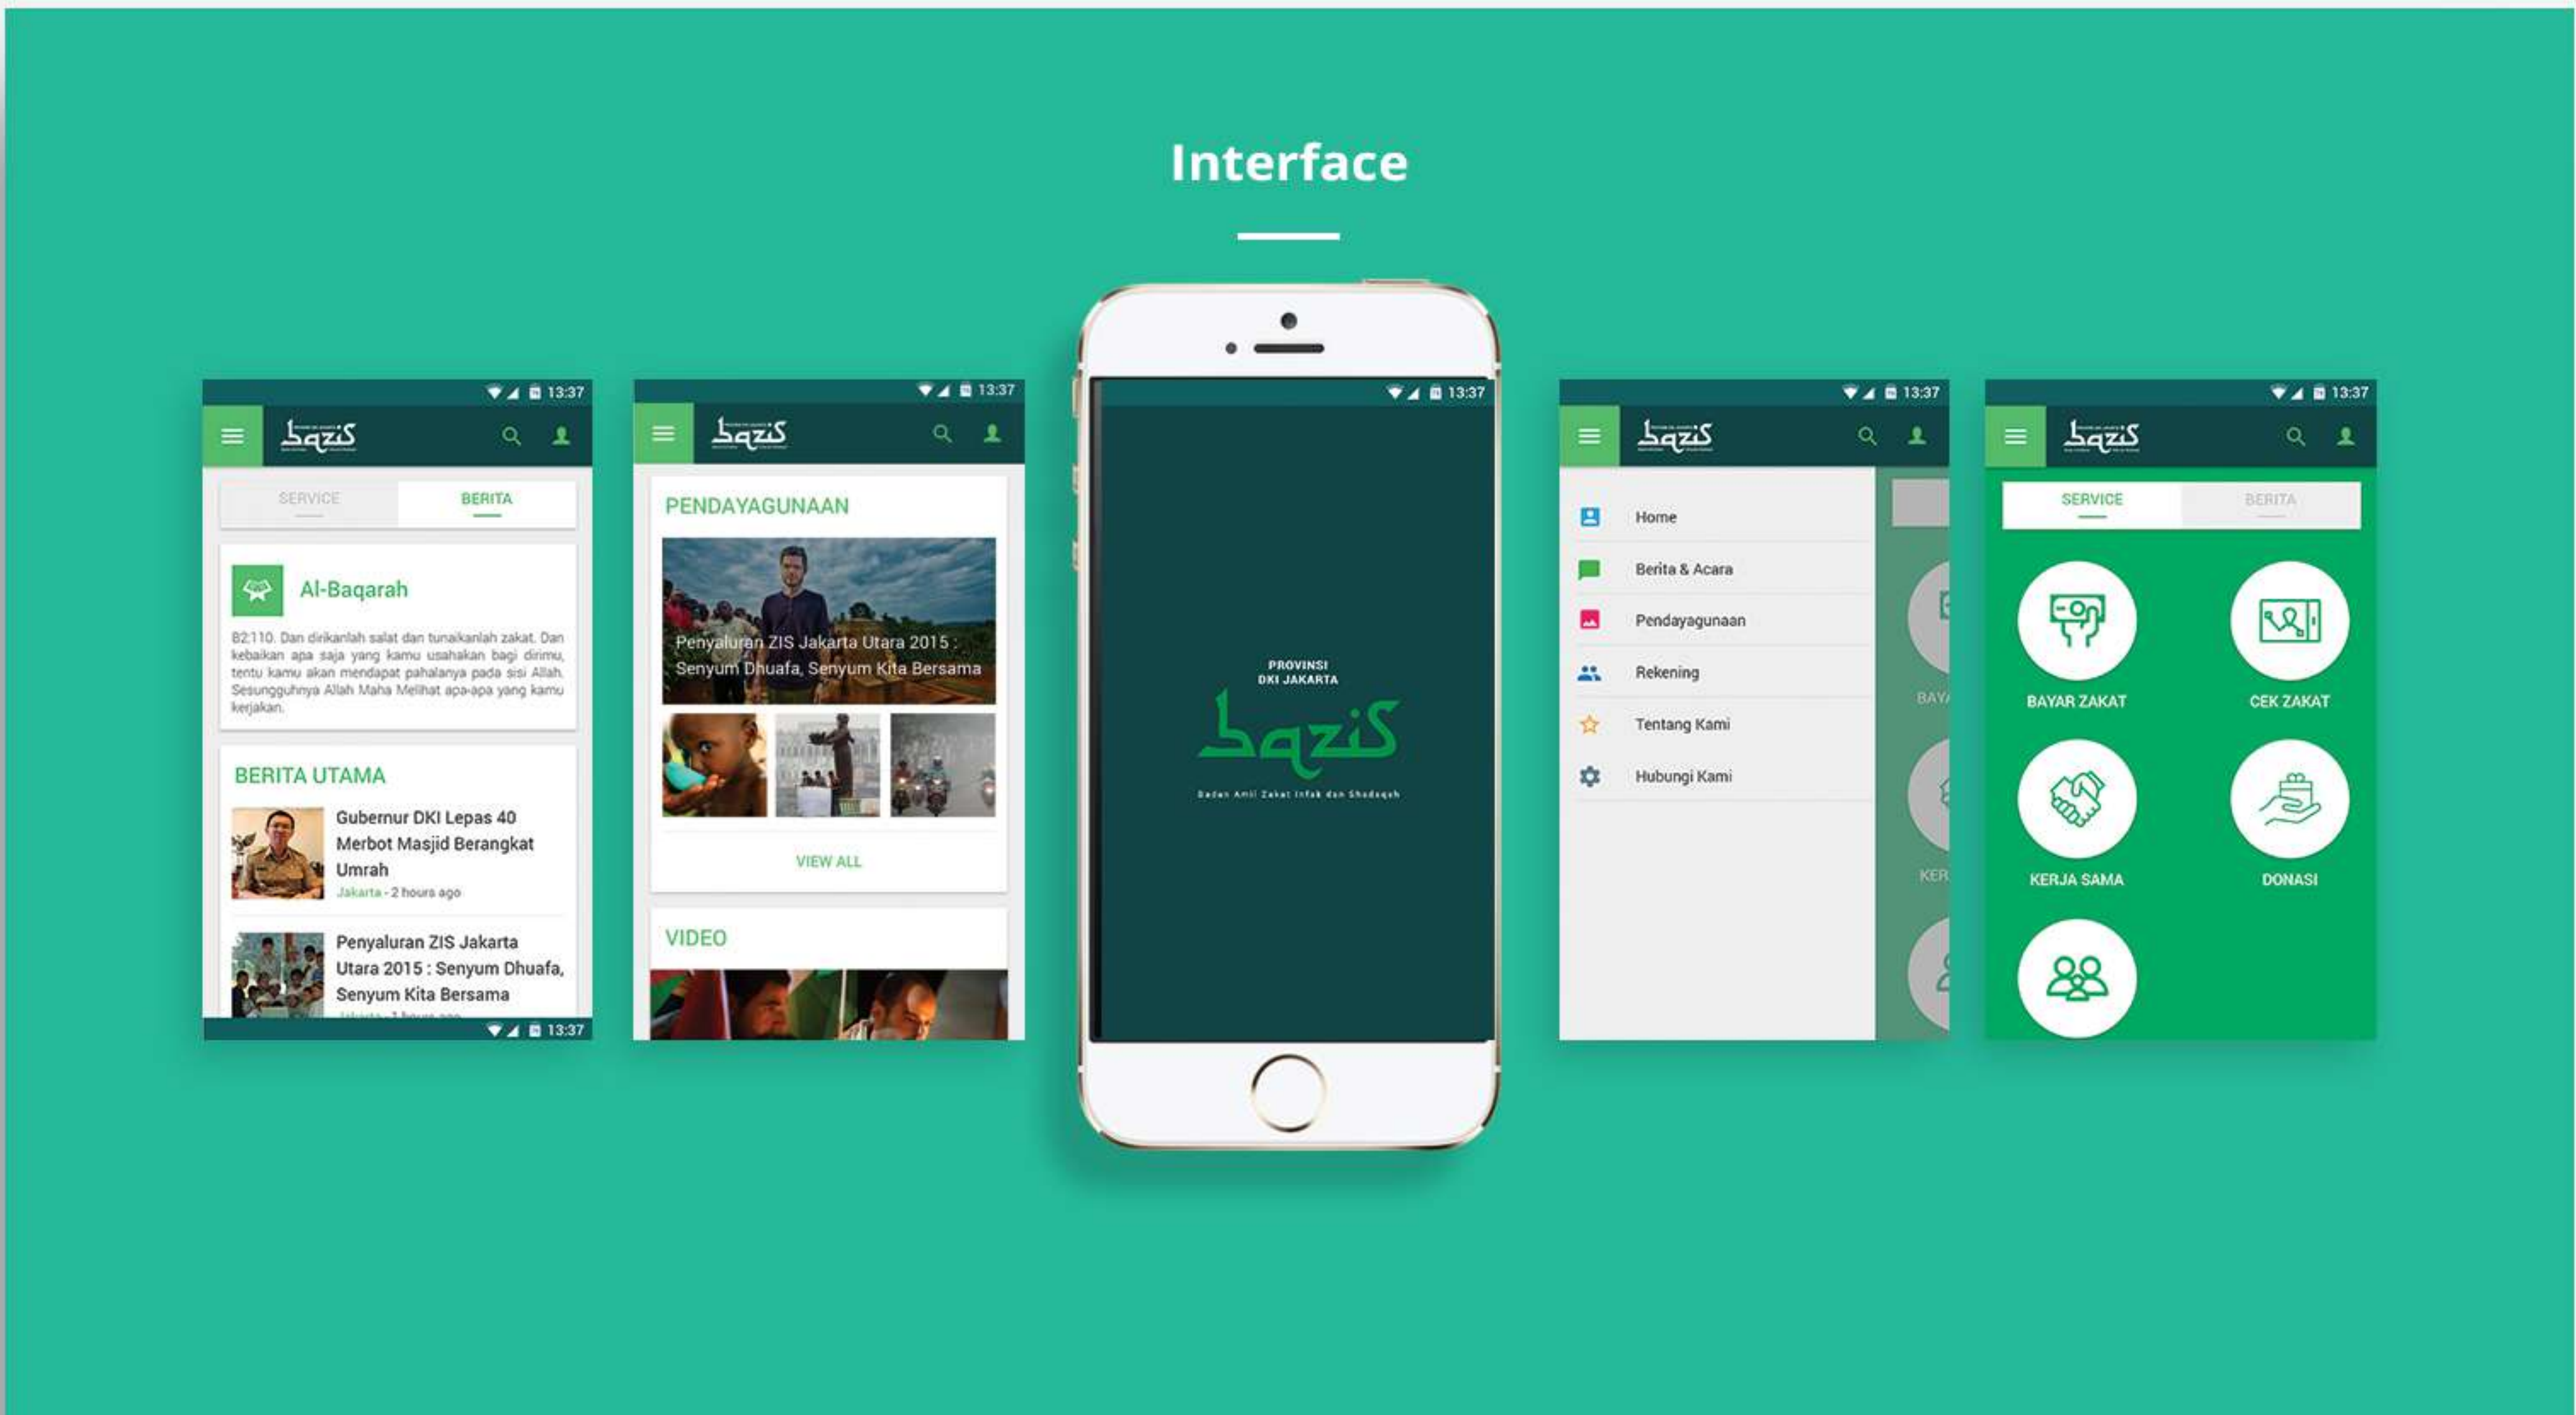 Interface
13:37
bazis
SERVICE
BERITA
Al-Baqarah
B2:110. Dan dirikanlah salat dan tunaikanlah zakat. Dan
kebaikan apa saja yang kamu usahakan bagi dirimu,
tentu kamu akan mendapat pahalanya pada sisi Allah.
Sesungguhnya Allah Maha Melihat apa-apa yang kamu
kerjakan.
BERITA UTAMA
Gubernur DKI Lepas 40
Merbot Masjid Berangkat
Umrah
Jakarta - 2 hours ago
Penyaluran ZIS Jakarta
Utara 2015 : Senyum Dhuafa,
Senyum Kita Bersama
13:37
13:37
bazis
PENDAYAGUNAAN
Penyaluran ZIS Jakarta Utara 2015 :
Senyum Dhuafa, Senyum Kita Bersama
VIEW ALL
VIDEO
13:37
PROVINSI
DKI JAKARTA
bazis
Badan Amil Zakat Infak dan Shadaqah
13:37
bazis
Home
Berita & Acara
Pendayagunaan
Rekening
Tentang Kami
Hubungi Kami
BAYA
KER
13:37
bazis
SERVICE
BERITA
BAYAR ZAKAT
CEK ZAKAT
KERJA SAMA
DONASI